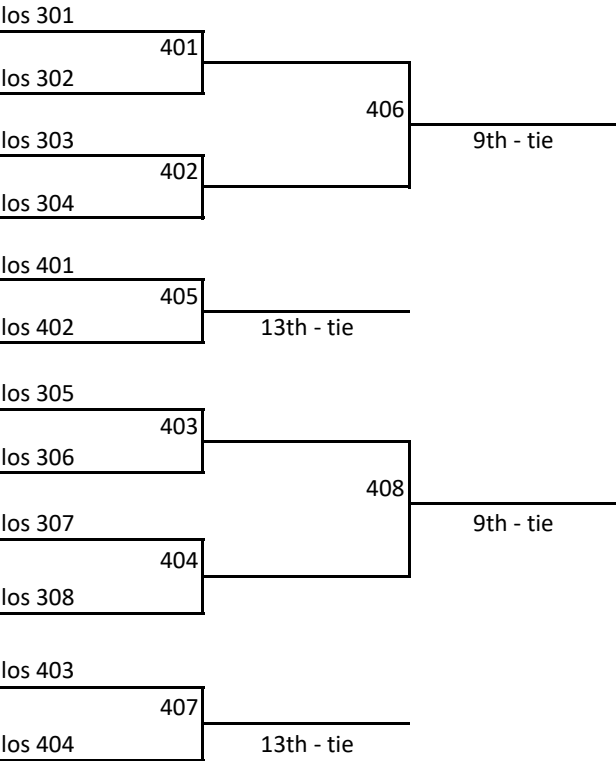 los 301
401
los 302
406
9th - tie
los 303
402
los 304
los 401
405
los 402
13th - tie
los 305
403
los 306
408
9th - tie
los 307
404
los 308
los 403
407
los 404
13th - tie